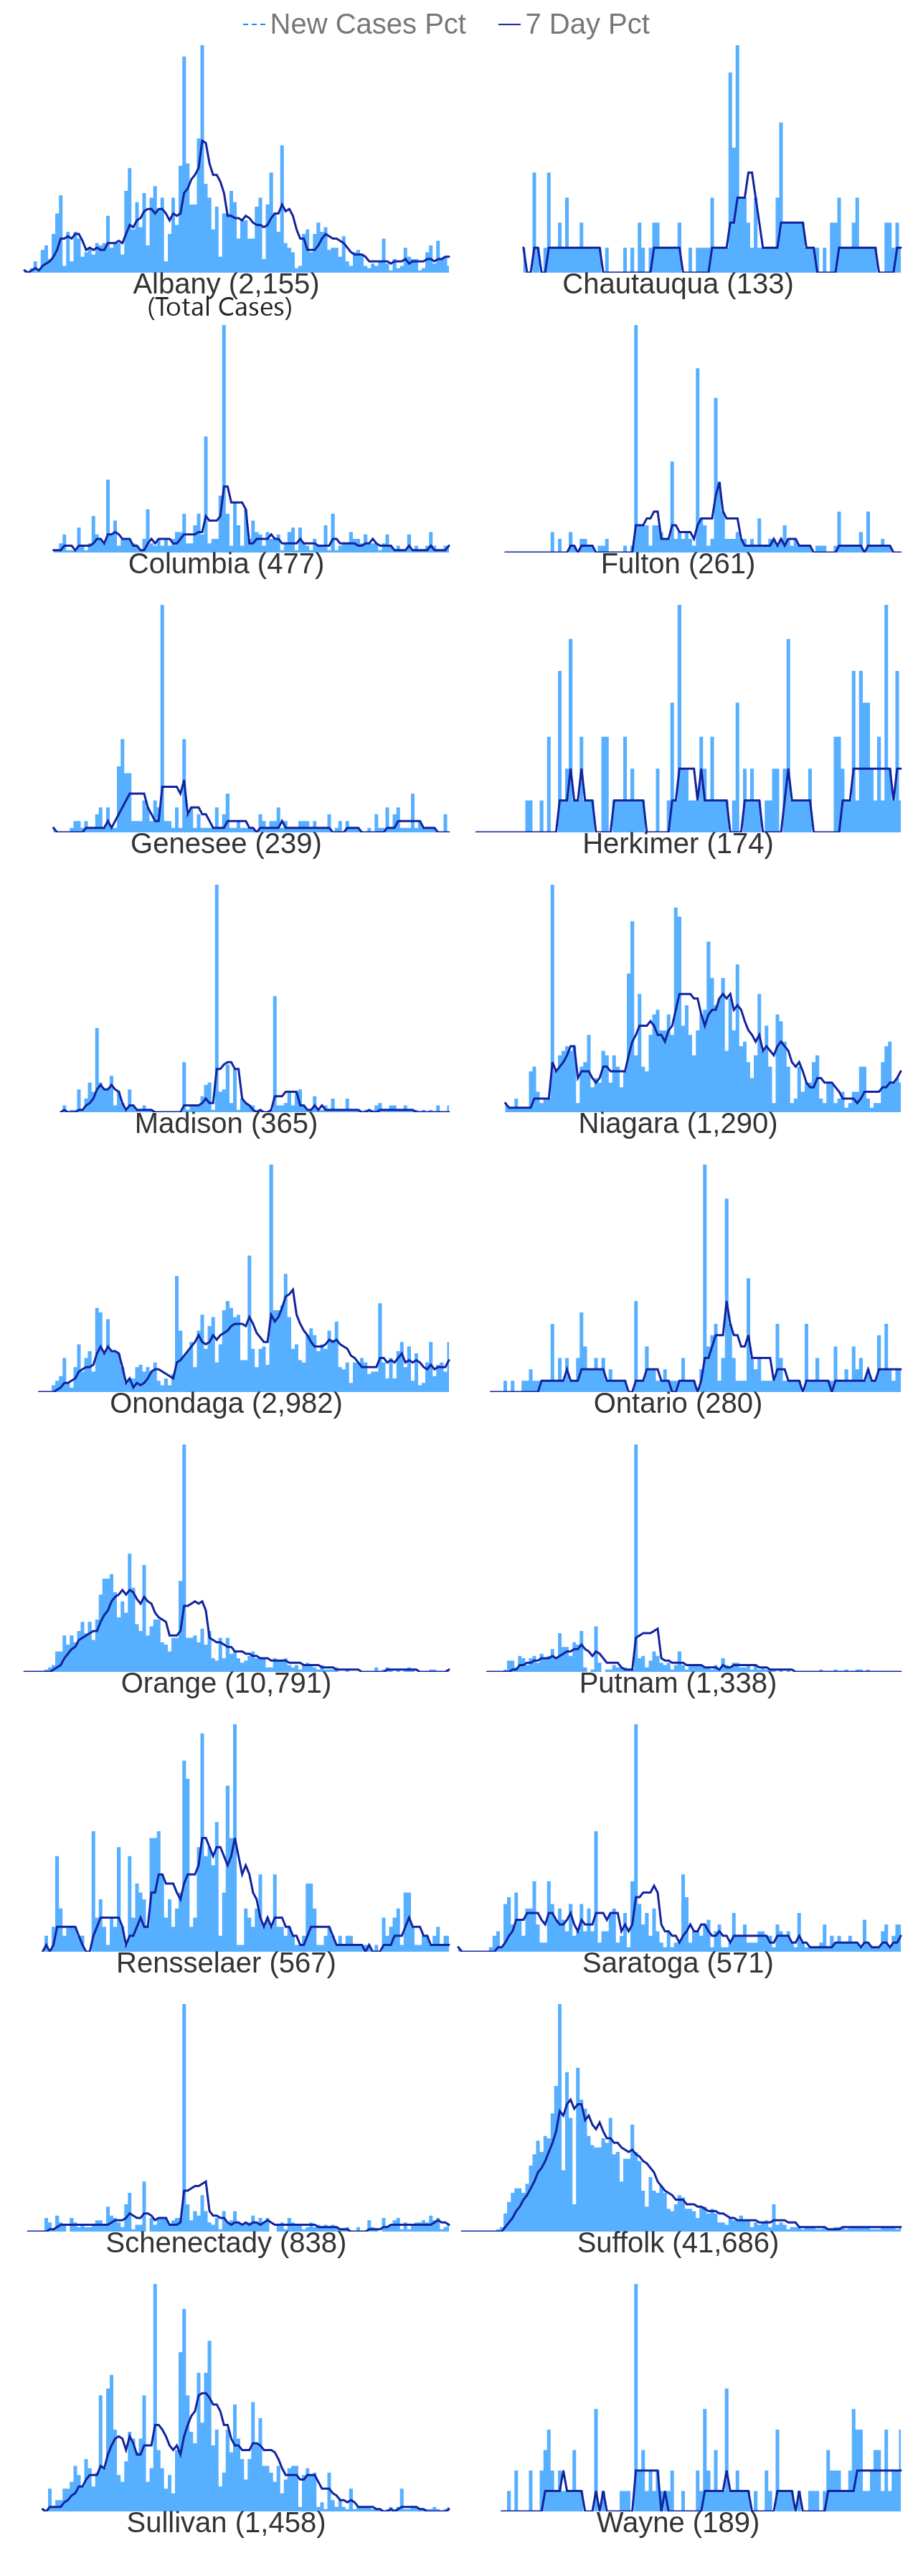 New Cases Pct 7 Day Pct
Albany (2,155) Chautauqua (133)
(Total Cases)
Columbia (477) Fulton (261)
Genesee (239) Herkimer (174)
Madison (365) Niagara (1,290)
Onondaga (2,982) Ontario (280)
Orange (10,791) Putnam (1,338)
Rensselaer (567) Saratoga (571)
Schenectady (838) Suffolk (41,686)
Sullivan (1,458) Wayne (189)